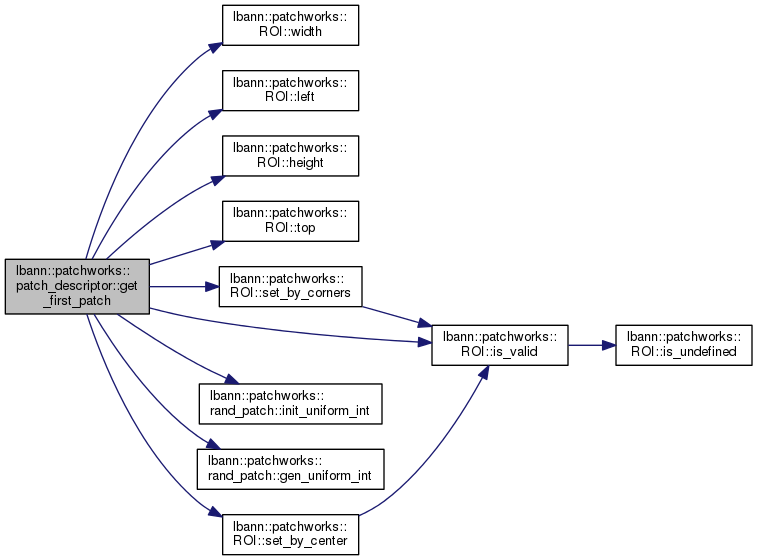 lbann::patchworks::
ROI::width
lbann::patchworks::
ROI::left
lbann::patchworks::
ROI::height
lbann::patchworks::
ROI::top
lbann::patchworks::
patch_descriptor::get
_first_patch
lbann::patchworks::
ROI::set_by_corners
lbann::patchworks::
ROI::is_valid
lbann::patchworks::
ROI::is_undefined
lbann::patchworks::
rand_patch::init_uniform_int
lbann::patchworks::
rand_patch::gen_uniform_int
lbann::patchworks::
ROI::set_by_center